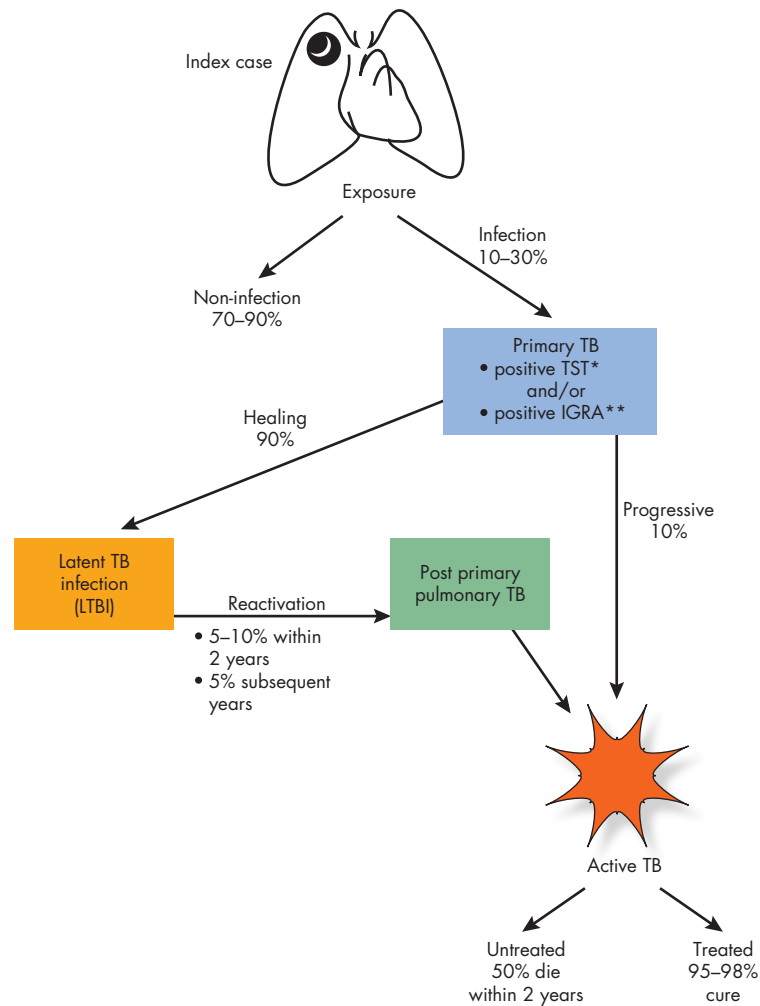 Index case
Exposure
Infection
10–30%
Non-infection
70–90%
Primary TB
• positive TST*
and/or
• positive IGRA**
Healing
90%
Progressive
10%
Latent TB
infection
(LTBI)
Reactivation
• 5–10% within
2 years
• 5% subsequent
years
Post primary
pulmonary TB
Active TB
Untreated
50% die
within 2 years
Treated
95–98%
cure